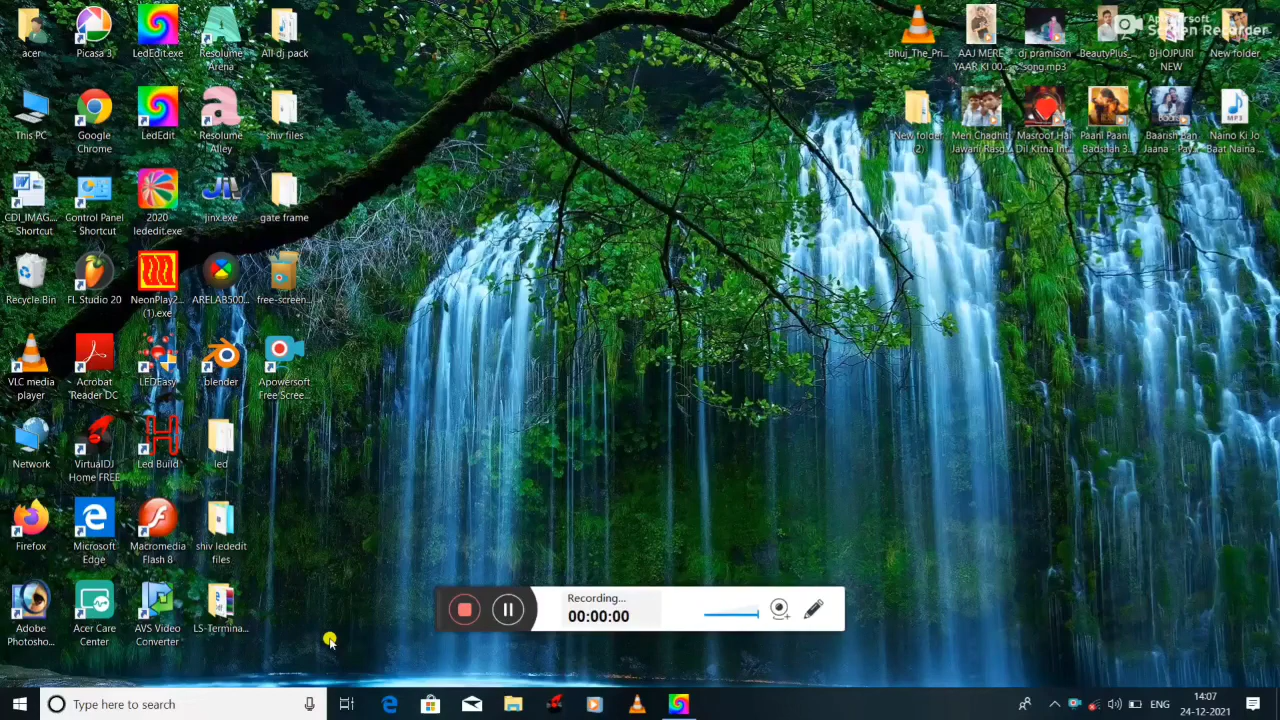 acer
Picasa 3
LedEdit.exe
Resolume
Arena
All dj pack
Bhuj_The_Pri...
AAJ MERE
YAAR KI 00...
dj pramison
song.mp3
BeautyPlus_...
BHOJPURI
NEW
New folder
Apowersoft
Screen Recorder
This PC
Google
Chrome
LedEdit
Resolume
Alley
shiv files
New folder
(2)
Meri Chadhti
Jawani Rasg...
Masroof Hai
Dil Kitna Int...
Paani Paani
Badshah 3...
Baarish Ban
Jaana - Pay...
MP3
Naino Ki Jo
Baat Naina ...
CDI_IMAG...
- Shortcut
Control Panel
- Shortcut
2020
lededit.exe
jinx.exe
gate frame
Recycle Bin
FL Studio 20
NeonPlay2...
(1).exe
ARELAB500...
free-screen...
VLC media
player
Acrobat
Reader DC
LEDEasy
blender
Apowersoft
Free Scree...
Network
VirtualDJ
Home FREE
Led Build
led
Firefox
Microsoft
Edge
Macromedia
Flash 8
shiv lededit
files
Adobe
Photosho...
Acer Care
Center
AVS Video
Converter
LS-Termina...
Recording...
00:00:00
Type here to search
ENG
14:07
24-12-2021